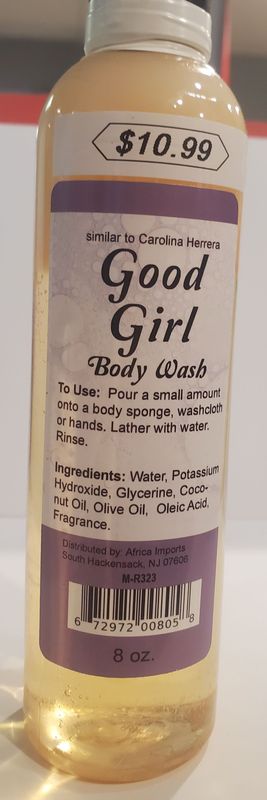 $10.99
similar to Carolina Herrera
Good
Girl
Body Wash
To Use: Pour a small amount
onto a body sponge, washcloth
or hands. Lather with water.
Rinse.
Ingredients: Water, Potassium
Hydroxide, Glycerine, Coco-
nut Oil, Olive Oil, Oleic Acid,
Fragrance.
Distributed by: Africa Imports
South Hackensack, NJ 07606
M-R323
6 72972 00805 8
8 oz.